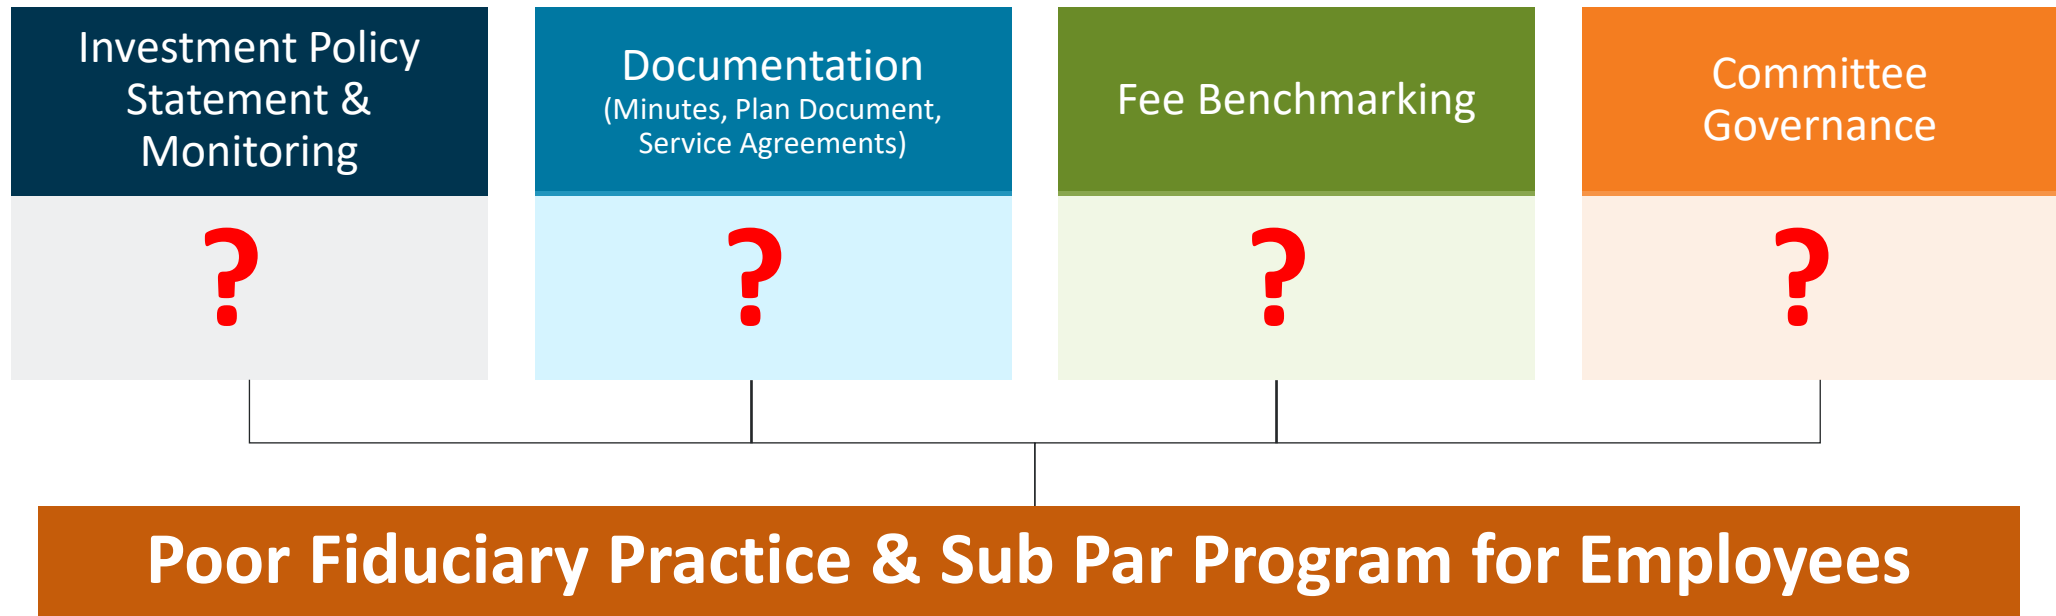 Investment Policy
Statement &
Monitoring
Documentation
(Minutes, Plan Document,
Service Agreements)
Fee Benchmarking
Committee
Governance
?
?
?
?
Poor Fiduciary Practice & Sub Par Program for Employees